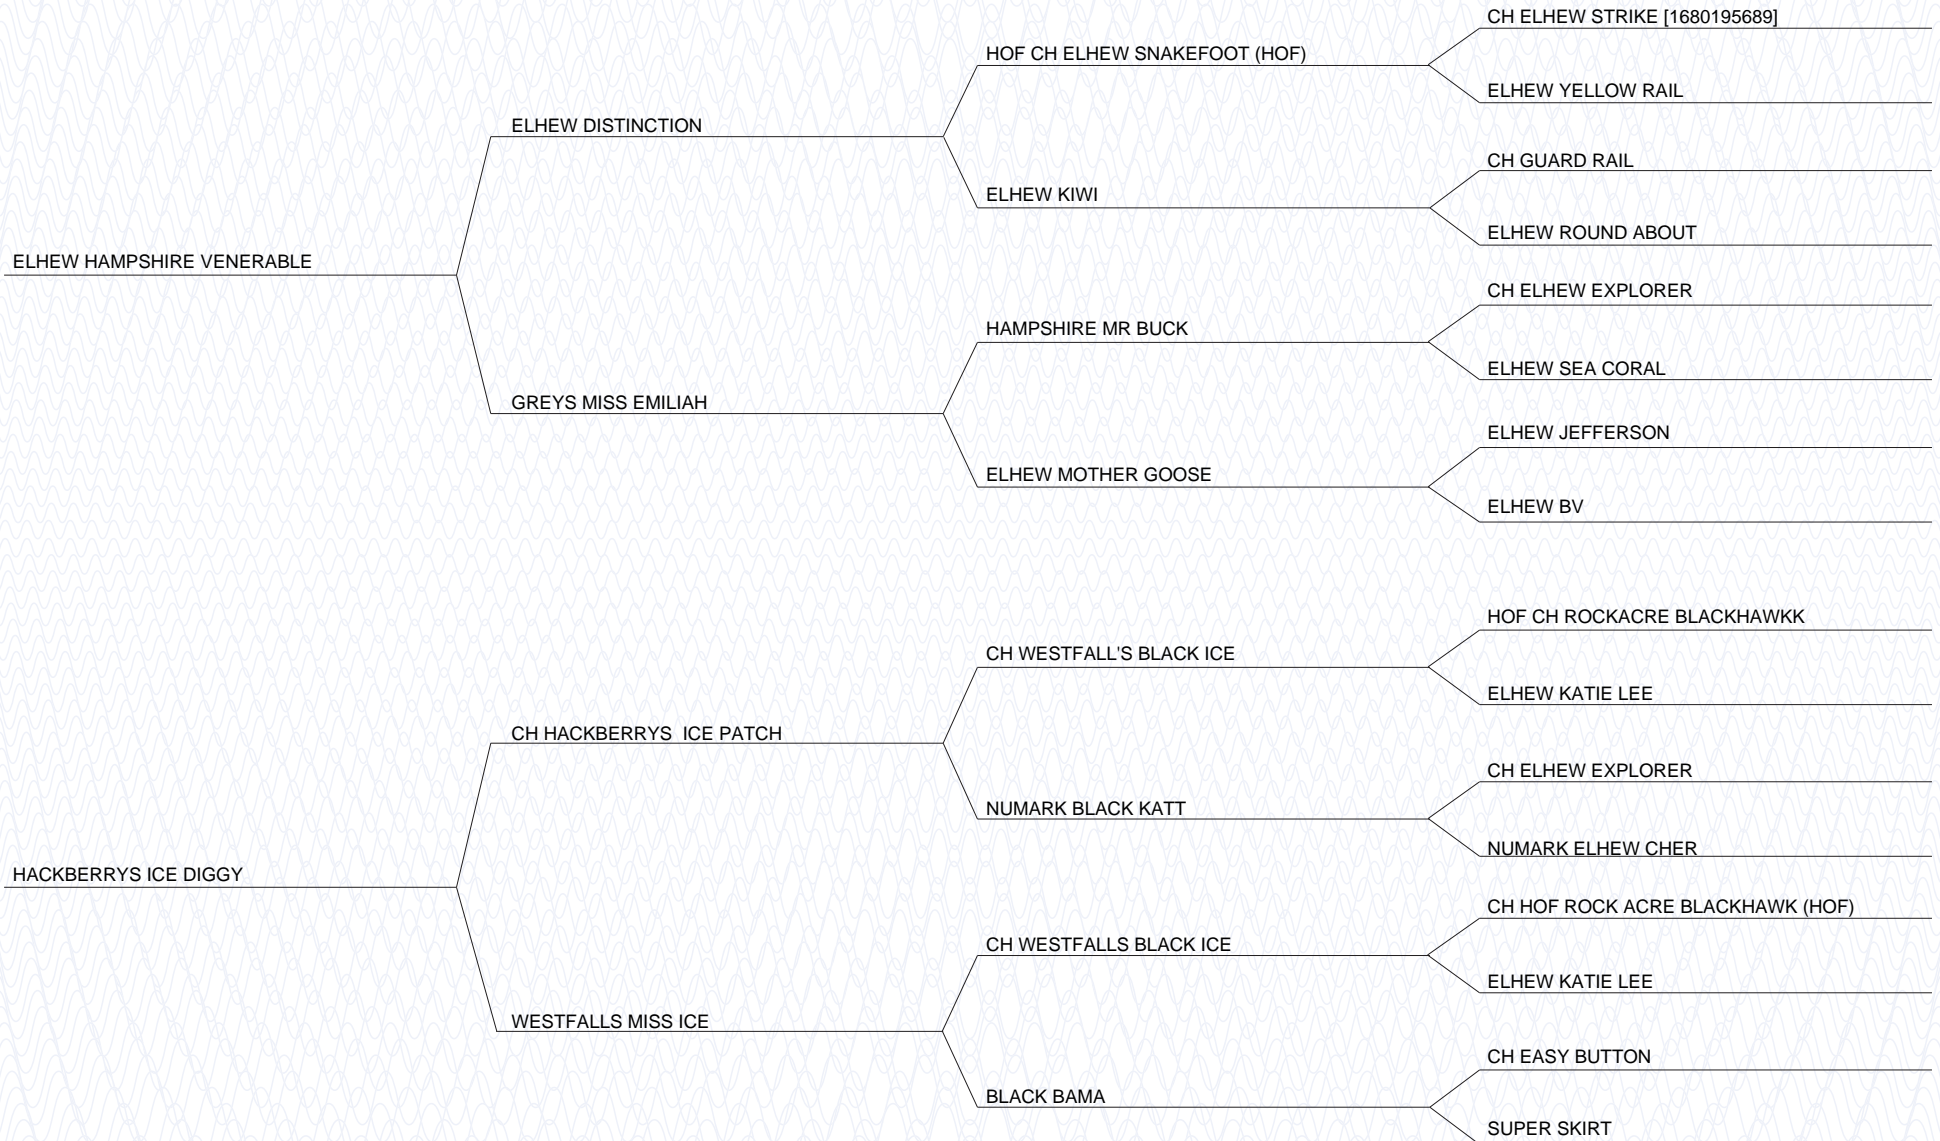 CH ELHEW STRIKE [1680195689]
HOF CH ELHEW SNAKEFOOT (HOF)
ELHEW YELLOW RAIL
ELHEW DISTINCTION
CH GUARD RAIL
ELHEW KIWI
ELHEW ROUND ABOUT
ELHEW HAMPSHIRE VENERABLE
CH ELHEW EXPLORER
HAMPSHIRE MR BUCK
ELHEW SEA CORAL
GREYS MISS EMILIAH
ELHEW JEFFERSON
ELHEW MOTHER GOOSE
ELHEW BV
HOF CH ROCKACRE BLACKHAWKK
CH WESTFALL'S BLACK ICE
ELHEW KATIE LEE
CH HACKBERRYS  ICE PATCH
CH ELHEW EXPLORER
NUMARK BLACK KATT
NUMARK ELHEW CHER
HACKBERRYS ICE DIGGY
CH HOF ROCK ACRE BLACKHAWK (HOF)
CH WESTFALLS BLACK ICE
ELHEW KATIE LEE
WESTFALLS MISS ICE
CH EASY BUTTON
BLACK BAMA
SUPER SKIRT